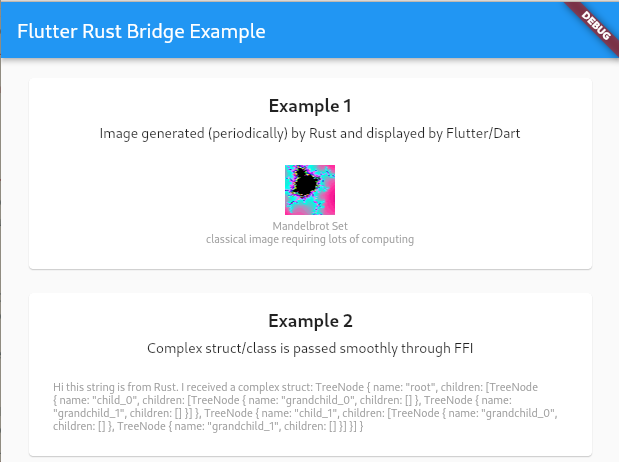 Flutter Rust Bridge Example
DEBUG
Example 1
Image generated (periodically) by Rust and displayed by Flutter/Dart
Mandelbrot Set
classical image requiring lots of computing
Example 2
Complex struct/class is passed smoothly through FFI
Hi this string is from Rust. I received a complex struct: TreeNode { name: "root", children: [TreeNode
{ name: "child_0", children: [TreeNode { name: "grandchild_0", children: [] }, TreeNode { name:
"grandchild_1", children: [] }] }, TreeNode { name: "child_1", children: [TreeNode { name: "grandchild_0",
children: [] }, TreeNode { name: "grandchild_1", children: [] }] }] }